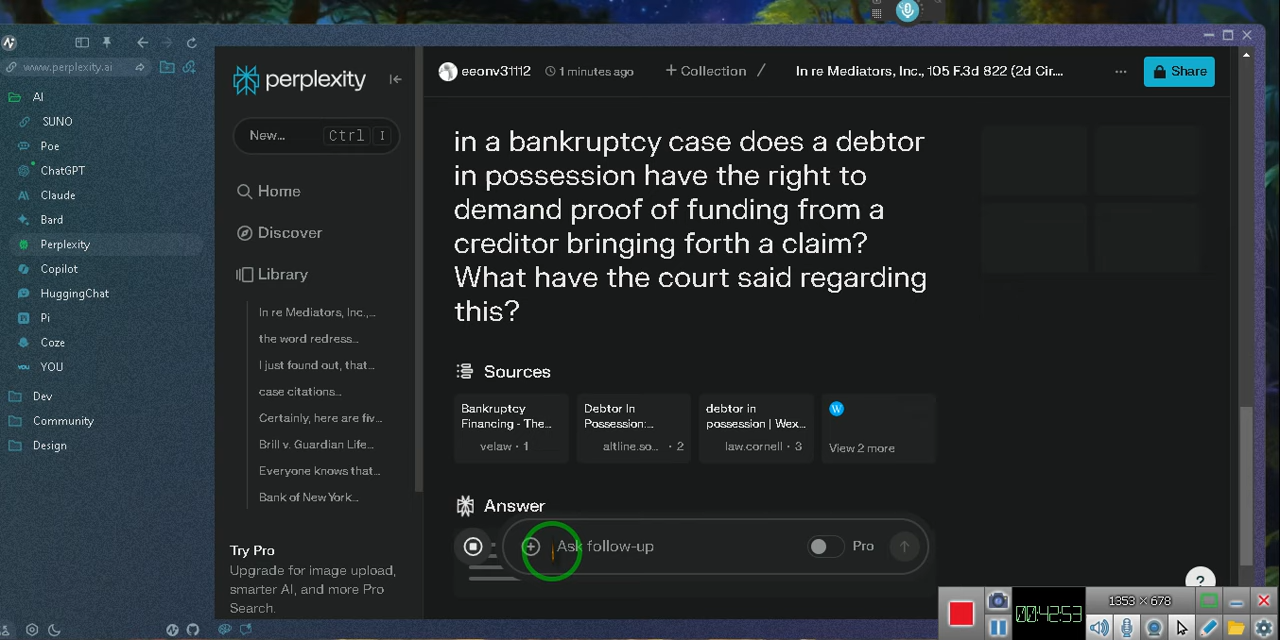 www.perplexity.ai
AI
SUNO
Poe
ChatGPT
Claude
Bard
Perplexity
Copilot
HuggingChat
Pi
Coze
YOU
Dev
Community
Design
perplexity
New... Ctrl I
Home
Discover
Library
In re Mediators, Inc.,...
the word redress...
I just found out, that...
case citations...
Certainly, here are fiv...
Brill v. Guardian Life...
Everyone knows that...
Bank of New York...
Try Pro
Upgrade for image upload,
smarter AI, and more Pro
Search.
eeonv31112 1 minutes ago + Collection / In re Mediators, Inc., 105 F.3d 822 (2d Cir.... ... Share
in a bankruptcy case does a debtor
in possession have the right to
demand proof of funding from a
creditor bringing forth a claim?
What have the court said regarding
this?
Sources
Bankruptcy
Financing - The...
velaw · 1
Debtor In
Possession:...
altline.so... · 2
debtor in
possession | Wex...
law.cornell · 3
W
View 2 more
Answer
Ask follow-up Pro
?
00:42:53
1353 × 678